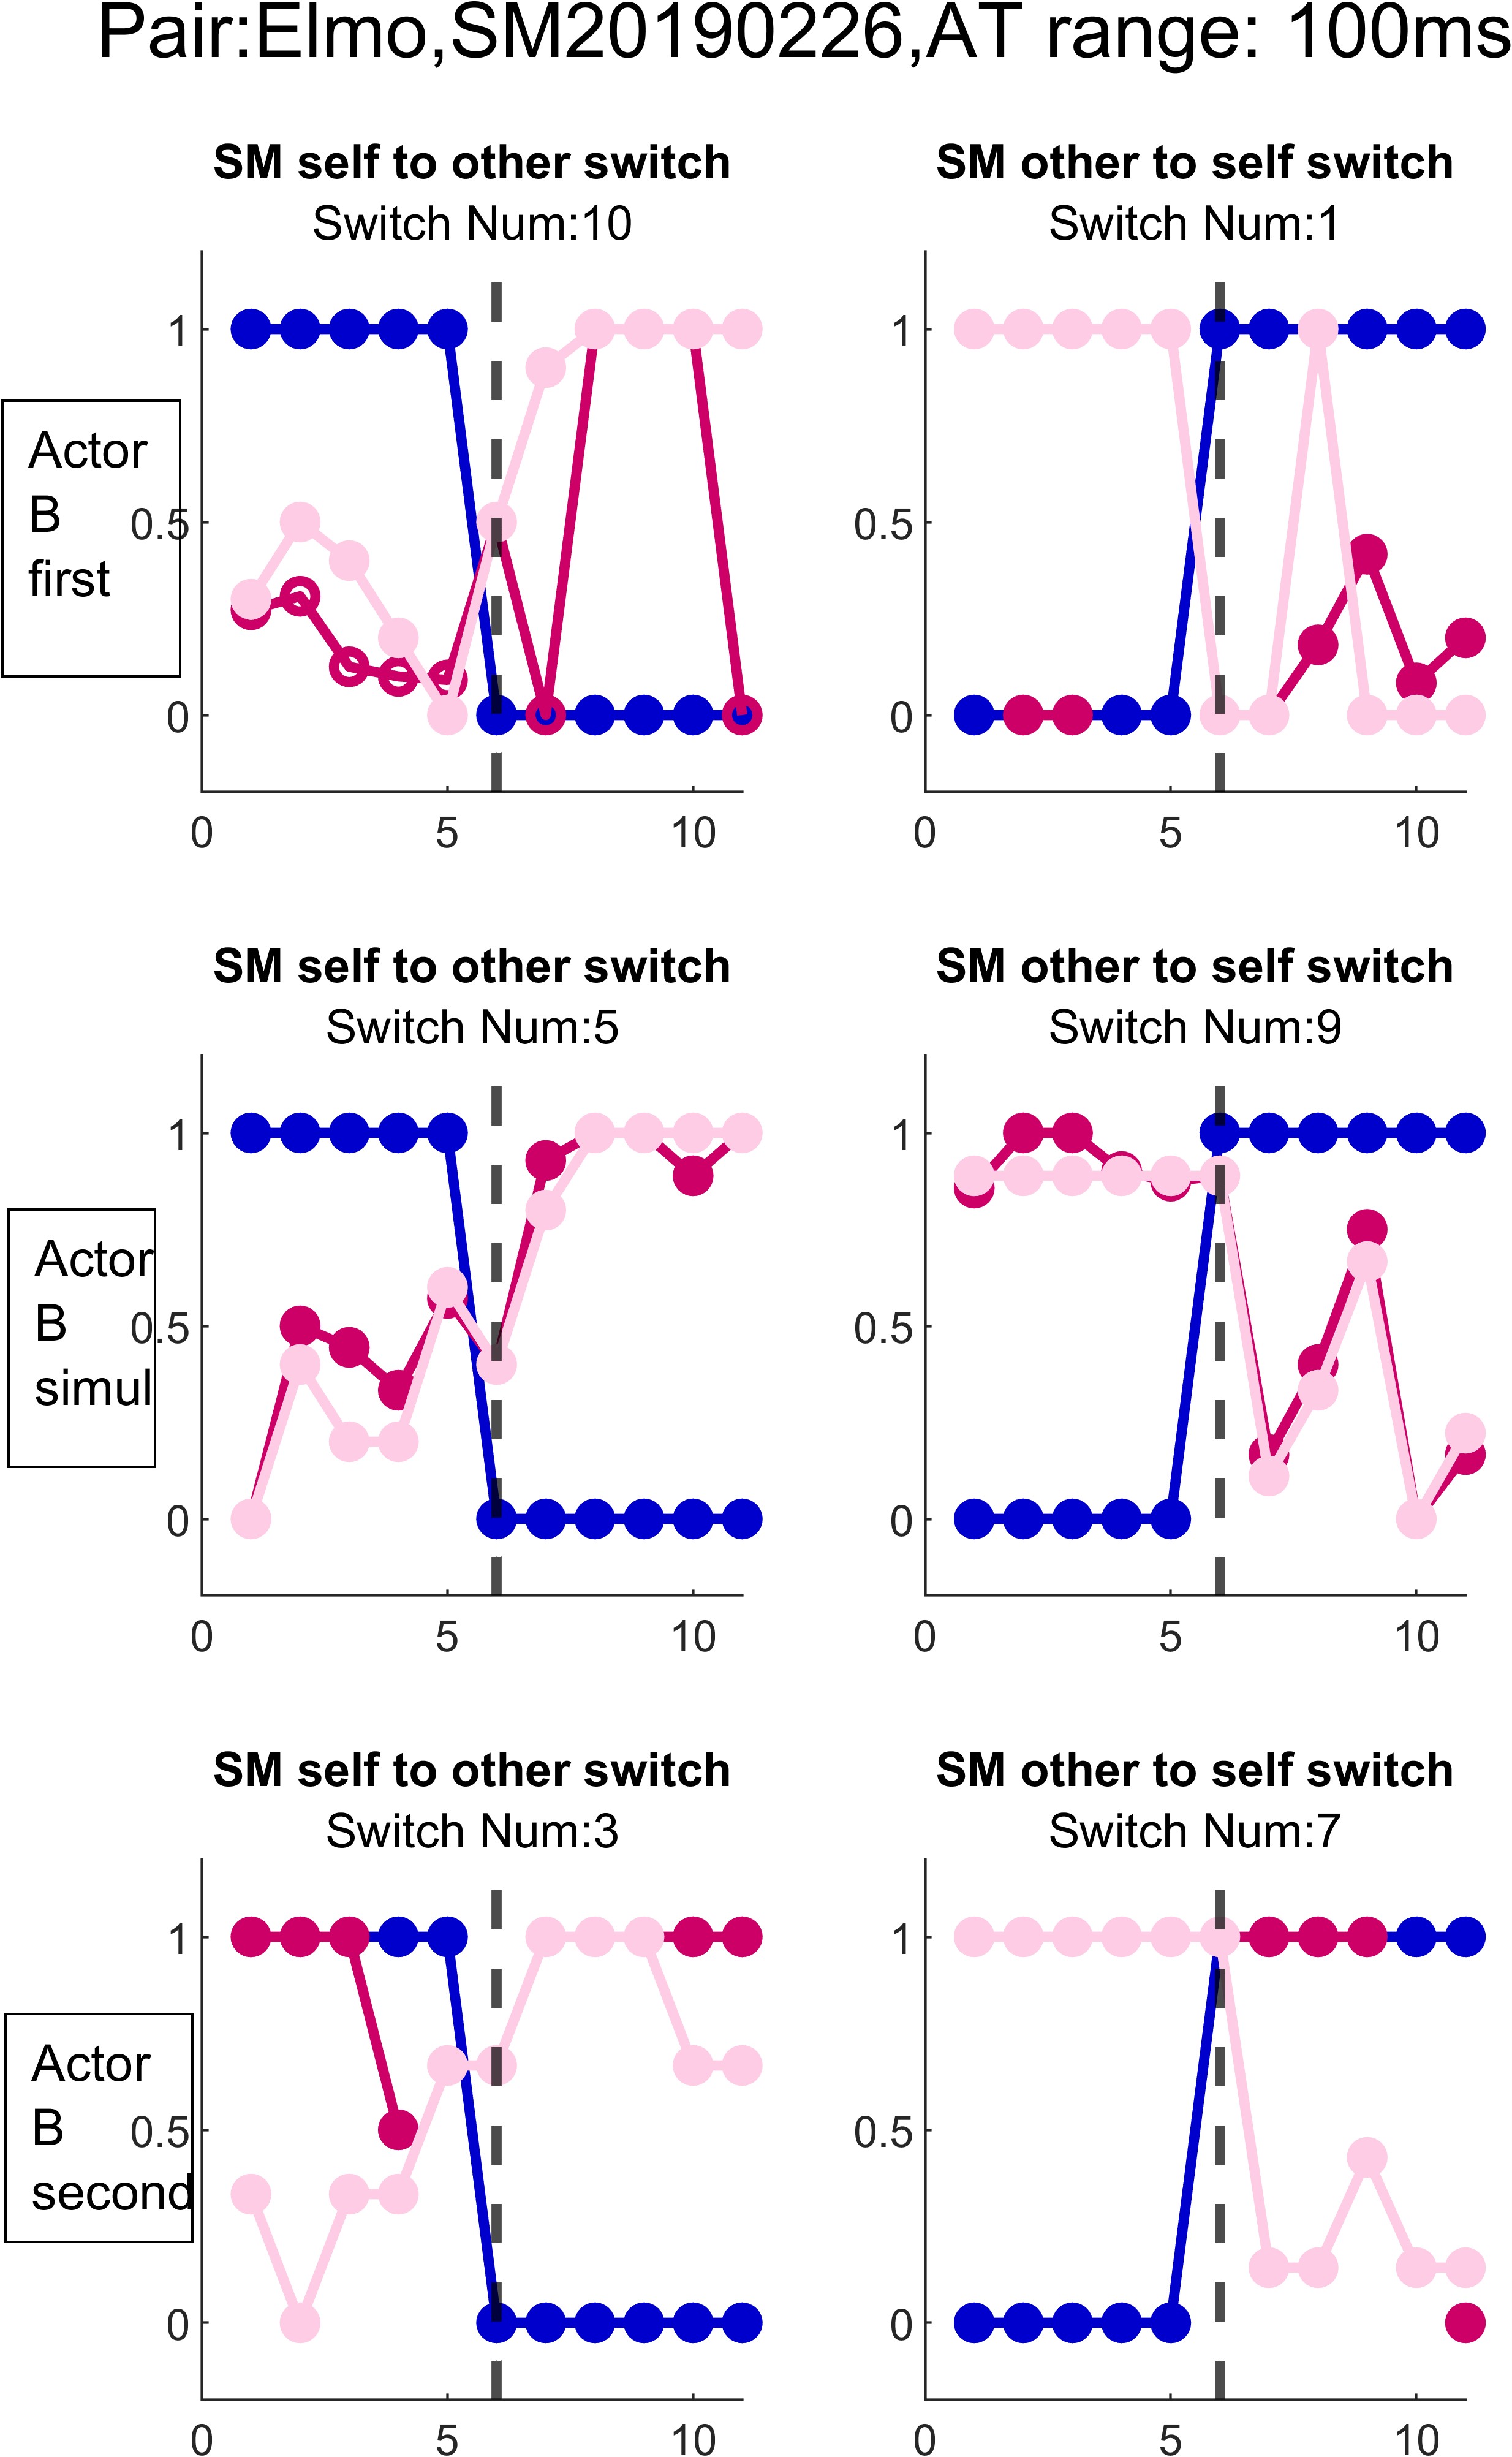 Pair:Elmo,SM20190226,AT range: 100ms
SM self to other switch
Switch Num:10
1
0.5
0
0
5
10
Actor
B
first
SM other to self switch
Switch Num:1
1
0.5
0
0
5
10
SM self to other switch
Switch Num:5
1
0.5
0
0
5
10
Actor
B
simul
SM other to self switch
Switch Num:9
1
0.5
0
0
5
10
SM self to other switch
Switch Num:3
1
0.5
0
0
5
10
Actor
B
second
SM other to self switch
Switch Num:7
1
0.5
0
0
5
10